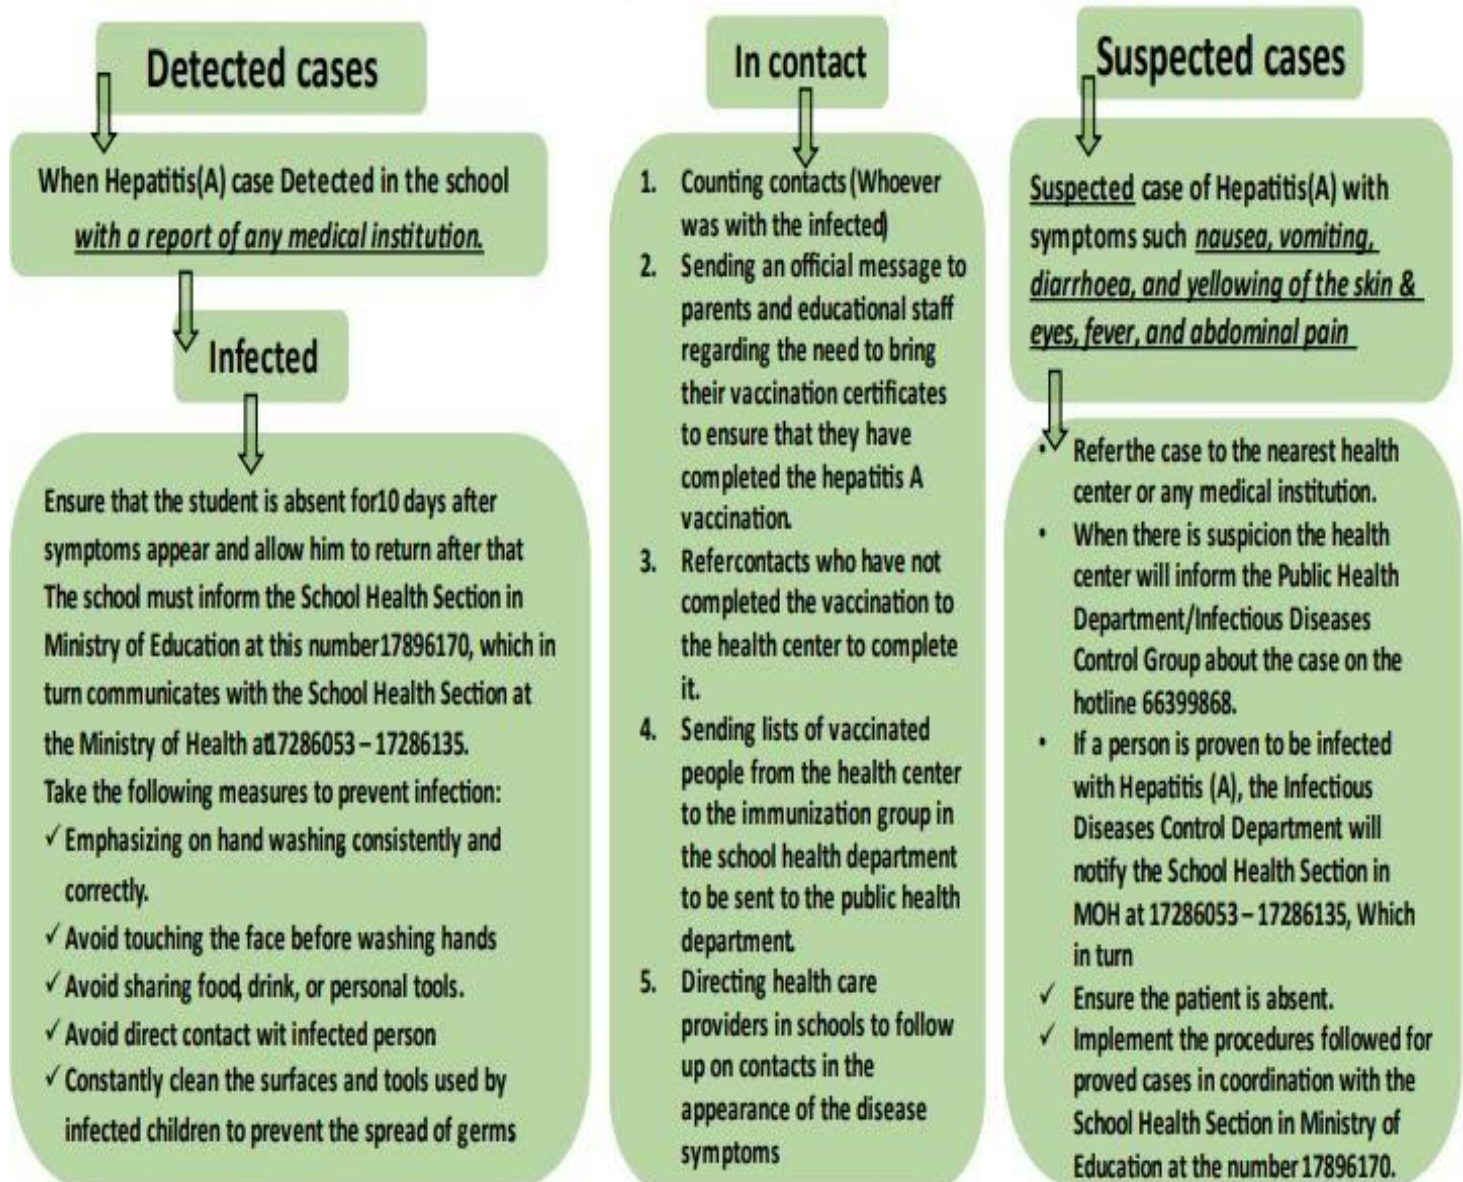 Detected cases
When Hepatitis(A) case Detected in the school
with a report of any medical institution.
Infected
Ensure that the student is absent for10 days after
symptoms appear and allow him to return after that
The school must inform the School Health Section in
Ministry of Education at this number17896170, which in
turn communicates with the School Health Section at
the Ministry of Health at17286053 – 17286135.
Take the following measures to prevent infection:
✓ Emphasizing on hand washing consistently and
correctly.
✓ Avoid touching the face before washing hands
✓ Avoid sharing food, drink, or personal tools.
✓ Avoid direct contact wit infected person
✓ Constantly clean the surfaces and tools used by
infected children to prevent the spread of germs
In contact
1. Counting contacts (Whoever
was with the infected)
2. Sending an official message to
parents and educational staff
regarding the need to bring
their vaccination certificates
to ensure that they have
completed the hepatitis A
vaccination.
3. Refercontacts who have not
completed the vaccination to
the health center to complete
it.
4. Sending lists of vaccinated
people from the health center
to the immunization group in
the school health department
to be sent to the public health
department.
5. Directing health care
providers in schools to follow
up on contacts in the
appearance of the disease
symptoms
Suspected cases
Suspected case of Hepatitis(A) with
symptoms such nausea, vomiting,
diarrhoea, and yellowing of the skin &
eyes, fever, and abdominal pain
• Referthe case to the nearest health
center or any medical institution.
• When there is suspicion the health
center will inform the Public Health
Department/Infectious Diseases
Control Group about the case on the
hotline 66399868.
• If a person is proven to be infected
with Hepatitis (A), the Infectious
Diseases Control Department will
notify the School Health Section in
MOH at 17286053 – 17286135, Which
in turn
✓ Ensure the patient is absent.
✓ Implement the procedures followed for
proved cases in coordination with the
School Health Section in Ministry of
Education at the number 17896170.